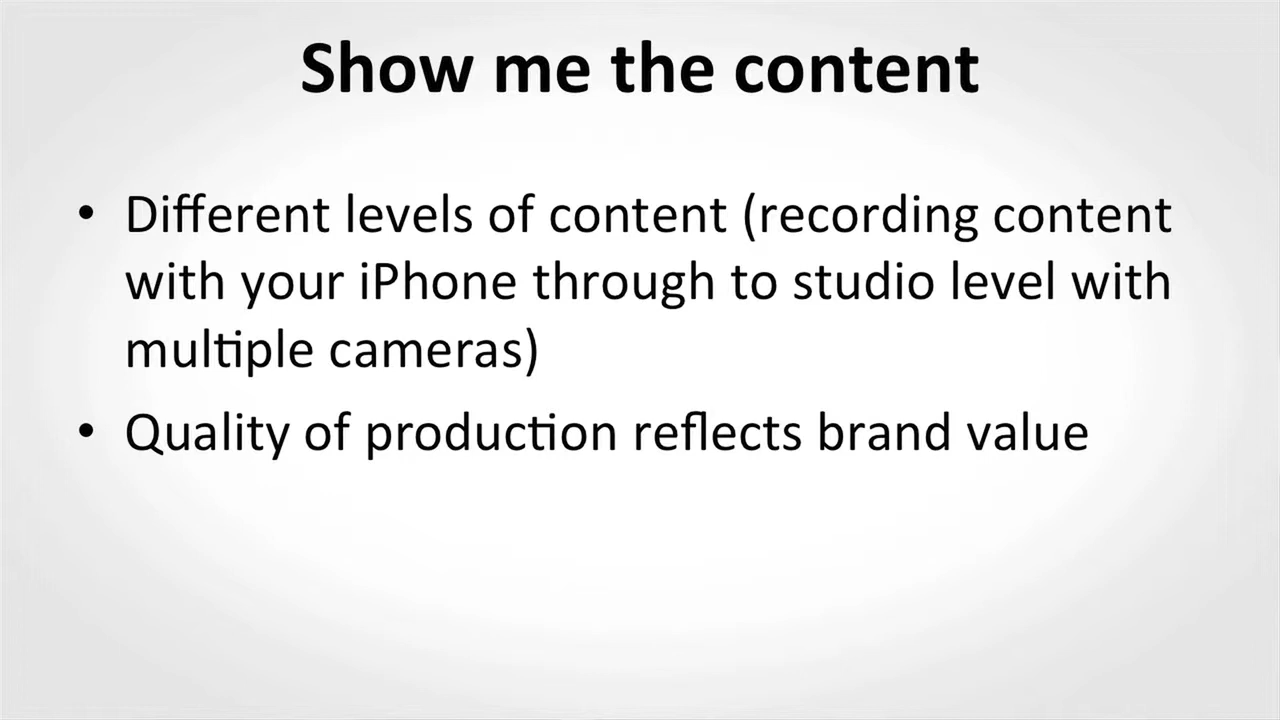 Show me the content
• Different levels of content (recording content
with your iPhone through to studio level with
multiple cameras)
• Quality of production reflects brand value